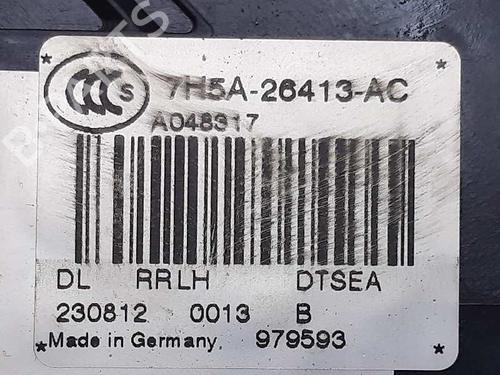 S 7H5A-26413-AC
A048317
DL RRLH DTSEA
230812 0013 B
Made in Germany. 979593